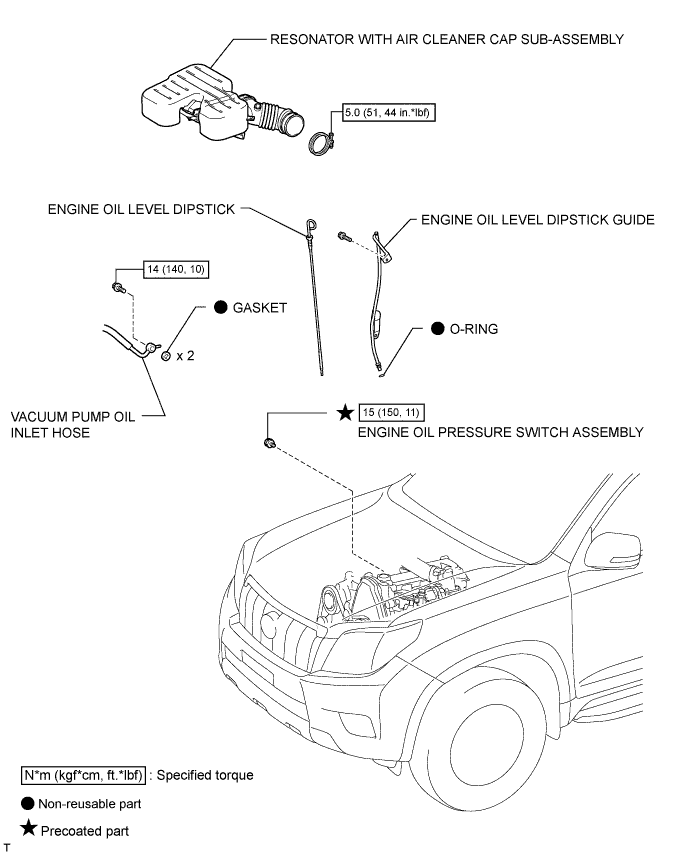 RESONATOR WITH AIR CLEANER CAP SUB-ASSEMBLY
5.0 (51, 44 in.*lbf)
ENGINE OIL LEVEL DIPSTICK
ENGINE OIL LEVEL DIPSTICK GUIDE
14 (140, 10)
● GASKET
● O-RING
x 2
VACUUM PUMP OIL
INLET HOSE
★ 15 (150, 11)
ENGINE OIL PRESSURE SWITCH ASSEMBLY
N*m (kgf*cm, ft.*lbf) : Specified torque
● Non-reusable part
★ Precoated part
T